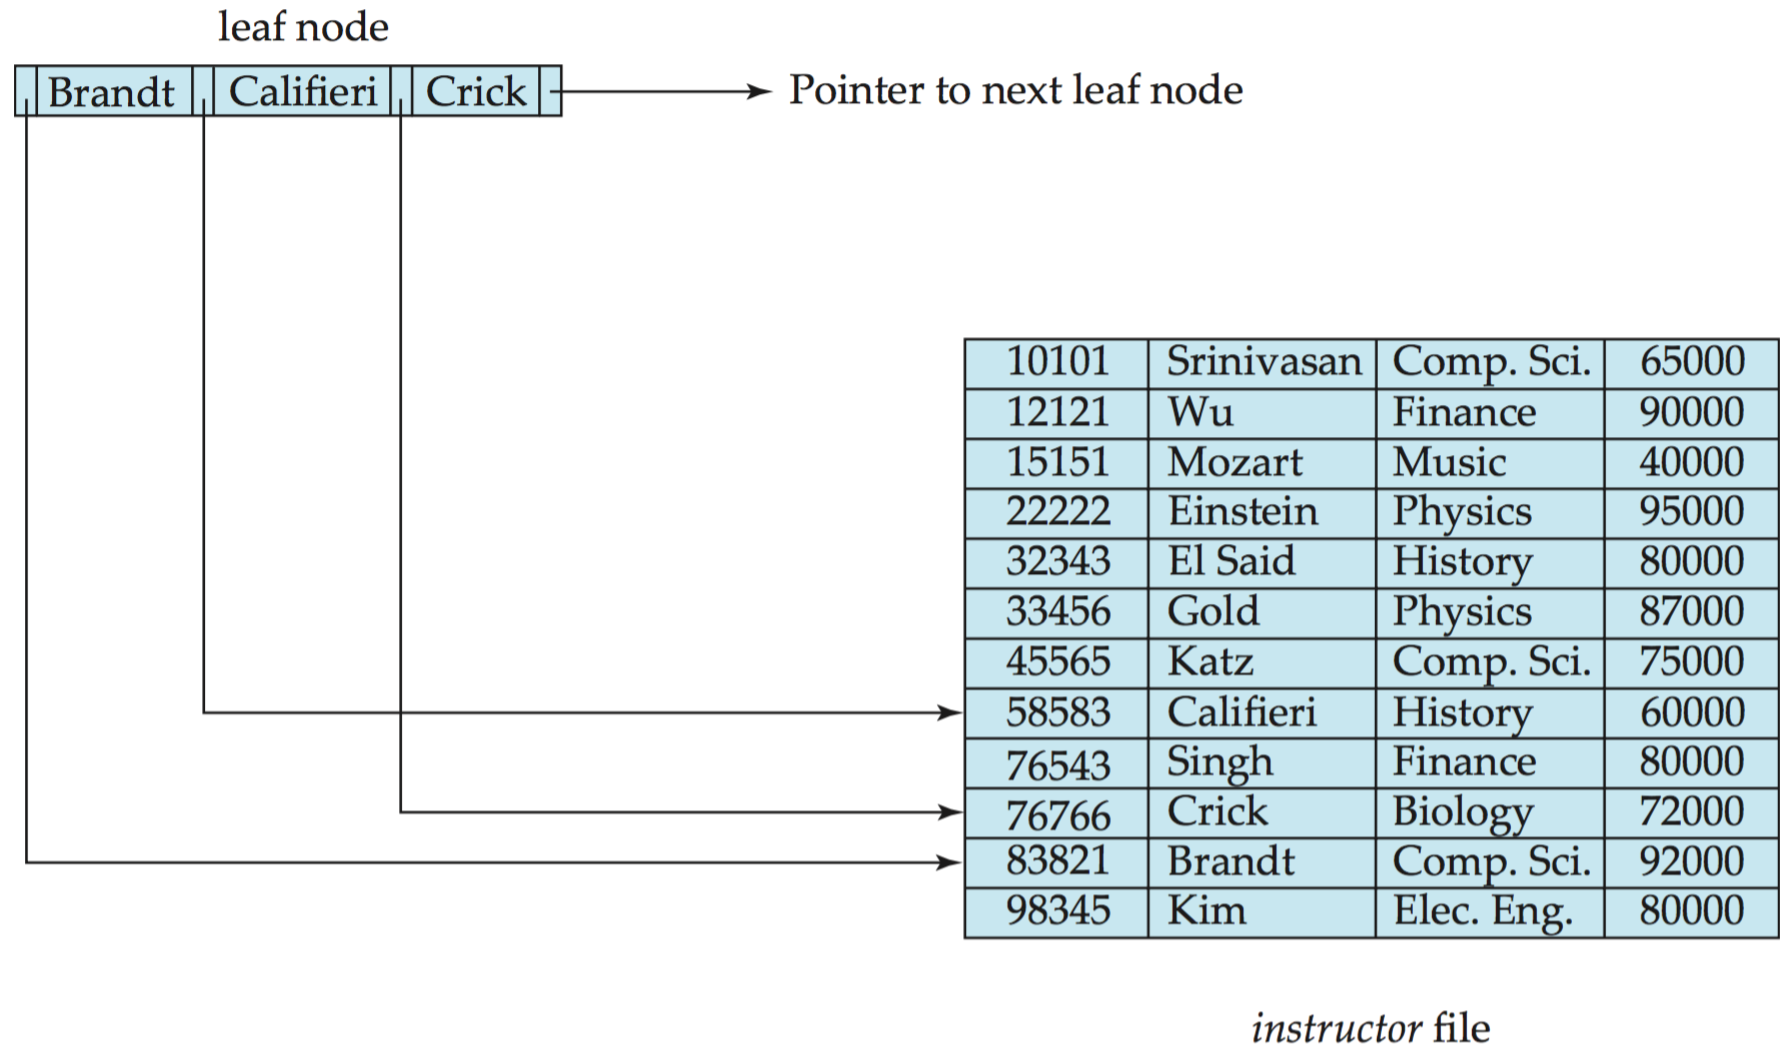 leaf node
Brandt Califieri Crick Pointer to next leaf node
10101 Srinivasan Comp. Sci. 65000
12121 Wu Finance 90000
15151 Mozart Music 40000
22222 Einstein Physics 95000
32343 El Said History 80000
33456 Gold Physics 87000
45565 Katz Comp. Sci. 75000
58583 Califieri History 60000
76543 Singh Finance 80000
76766 Crick Biology 72000
83821 Brandt Comp. Sci. 92000
98345 Kim Elec. Eng. 80000
instructor file